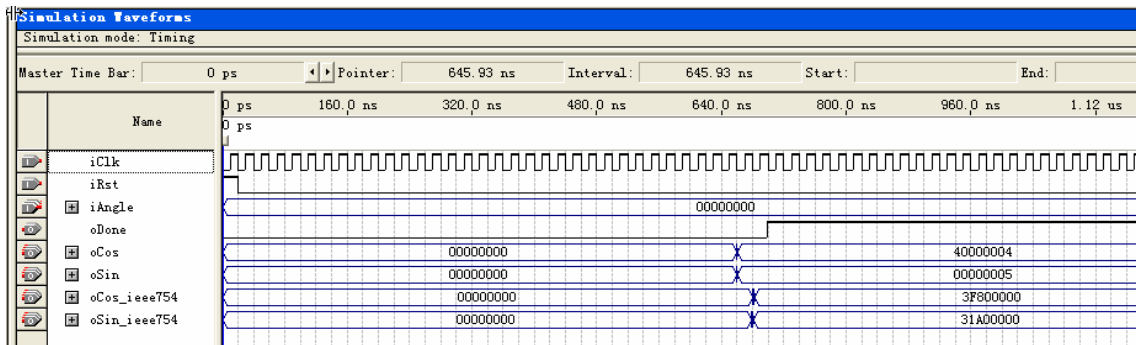 Simulation Waveforms
Simulation mode: Timing
Master Time Bar: 0 ps Pointer: 645.93 ns Interval: 645.93 ns Start: End:
Name 0 ps 160.0 ns 320.0 ns 480.0 ns 640.0 ns 800.0 ns 960.0 ns 1.12 us
0 ps
iClk
iRst
iAngle 00000000
oDone
oCos 00000000 40000004
oSin 00000000 00000005
oCos_ieee754 00000000 3F800000
oSin_ieee754 00000000 31A00000